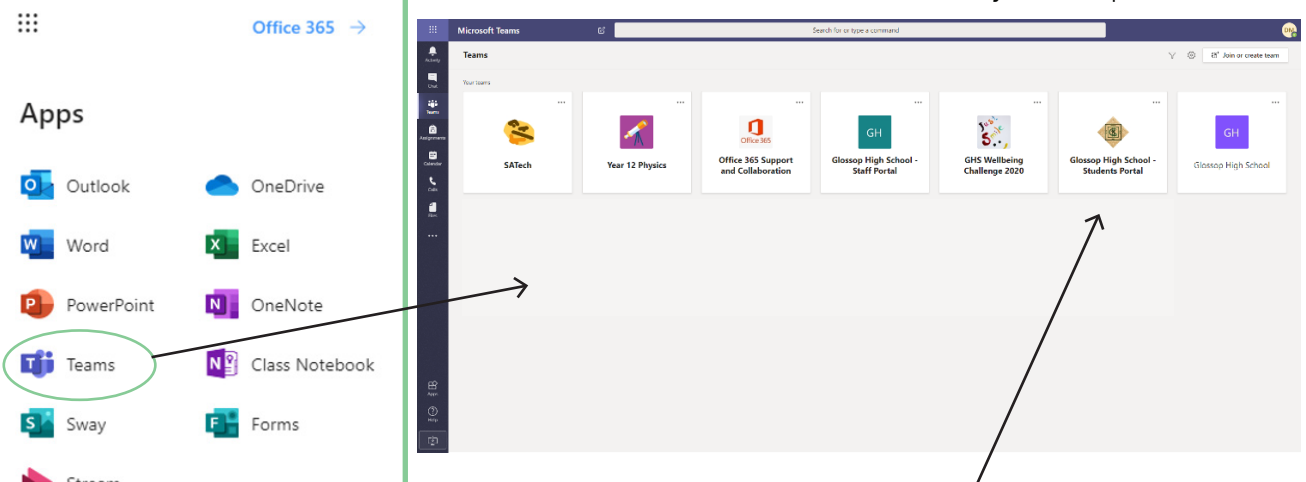 Office 365 →
Apps
Outlook
OneDrive
Word
Excel
PowerPoint
OneNote
Teams
Class Notebook
Sway
Forms
Microsoft Teams
Search for or type a command
DM
Teams
Join or create team
Your teams
Activity
Chat
Teams
Assignments
Calendar
Calls
Files
Apps
Help
SATech
Year 12 Physics
Office 365
Office 365 Support
and Collaboration
GH
Glossop High School -
Staff Portal
GHS Wellbeing
Challenge 2020
Glossop High School -
Students Portal
GH
Glossop High School